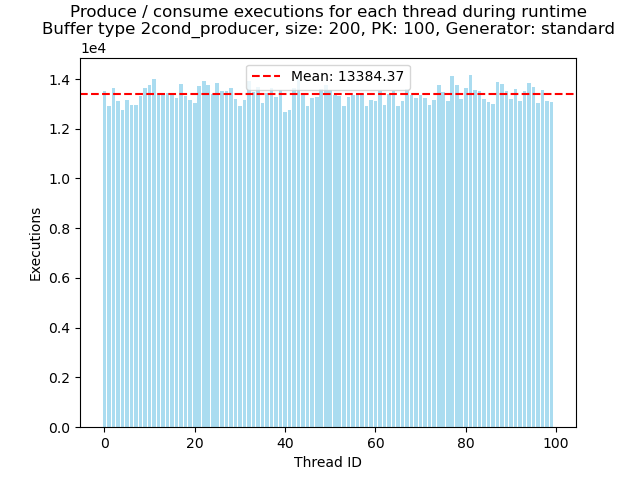 Produce / consume executions for each thread during runtime
Buffer type 2cond_producer, size: 200, PK: 100, Generator: standard
1e4
Mean: 13384.37
1.4
1.2
1.0
0.8
0.6
0.4
0.2
0.0
Executions
0 20 40 60 80 100
Thread ID